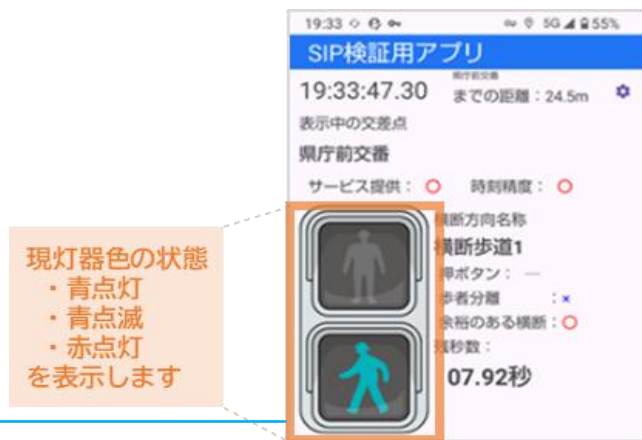 19:33
5G
55%
SIP検証用アプリ
19:33:47.30
県庁前交番
までの距離：24.5m
表示中の交差点
県庁前交番
サービス提供：○
時刻精度：○
現灯器色の状態
・青点灯
・青点滅
・赤点灯
を表示します
横断方向名称
横断歩道1
押ボタン：―
歩者分離 ：×
余裕のある横断：○
残秒数：
07.92秒